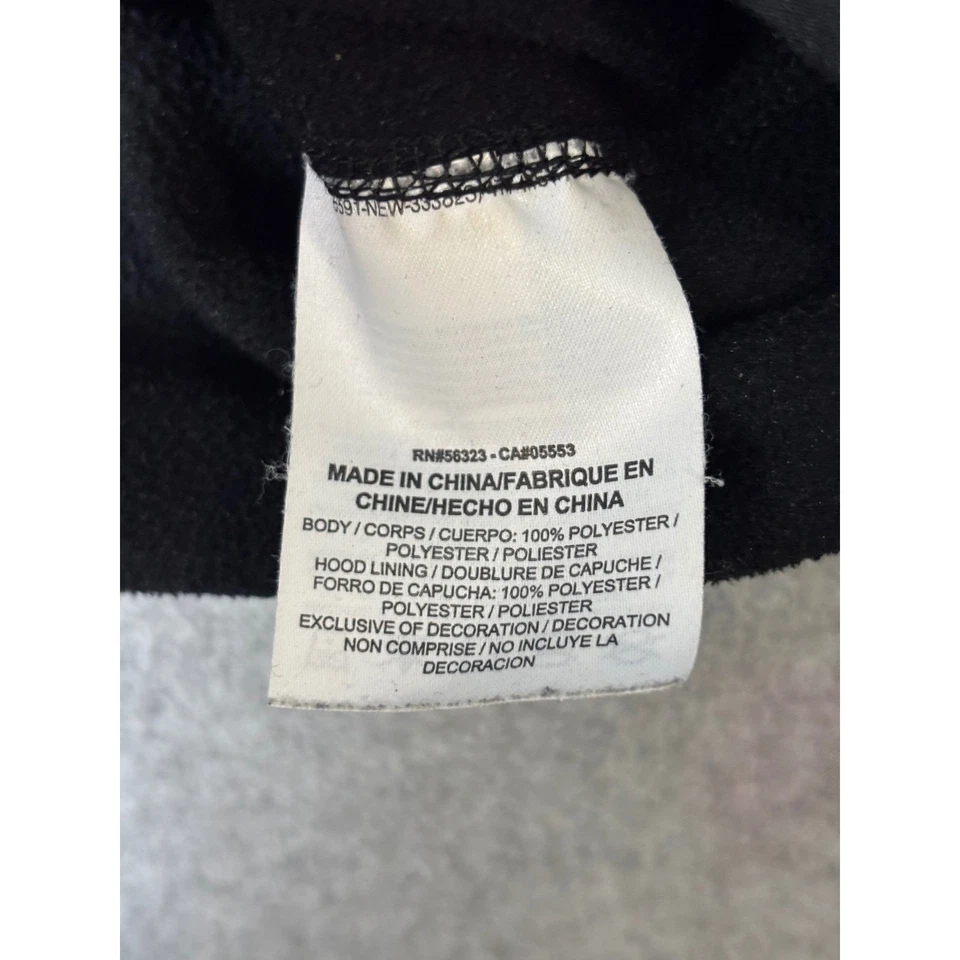 RN#56323 - CA#05553
MADE IN CHINA/FABRIQUE EN
CHINE/HECHO EN CHINA
BODY / CORPS / CUERPO: 100% POLYESTER /
POLYESTER / POLIESTER
HOOD LINING / DOUBLURE DE CAPUCHE /
FORRO DE CAPUCHA: 100% POLYESTER /
POLYESTER / POLIESTER
EXCLUSIVE OF DECORATION / DECORATION
NON COMPRISE / NO INCLUYE LA
DECORACION